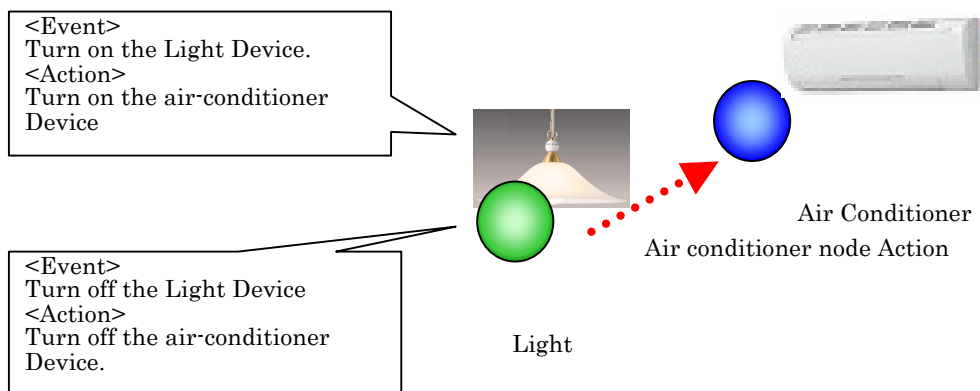 <Event>
Turn on the Light Device.
<Action>
Turn on the air-conditioner
Device
Air Conditioner
Air conditioner node Action
<Event>
Turn off the Light Device
<Action>
Turn off the air-conditioner
Device.
Light